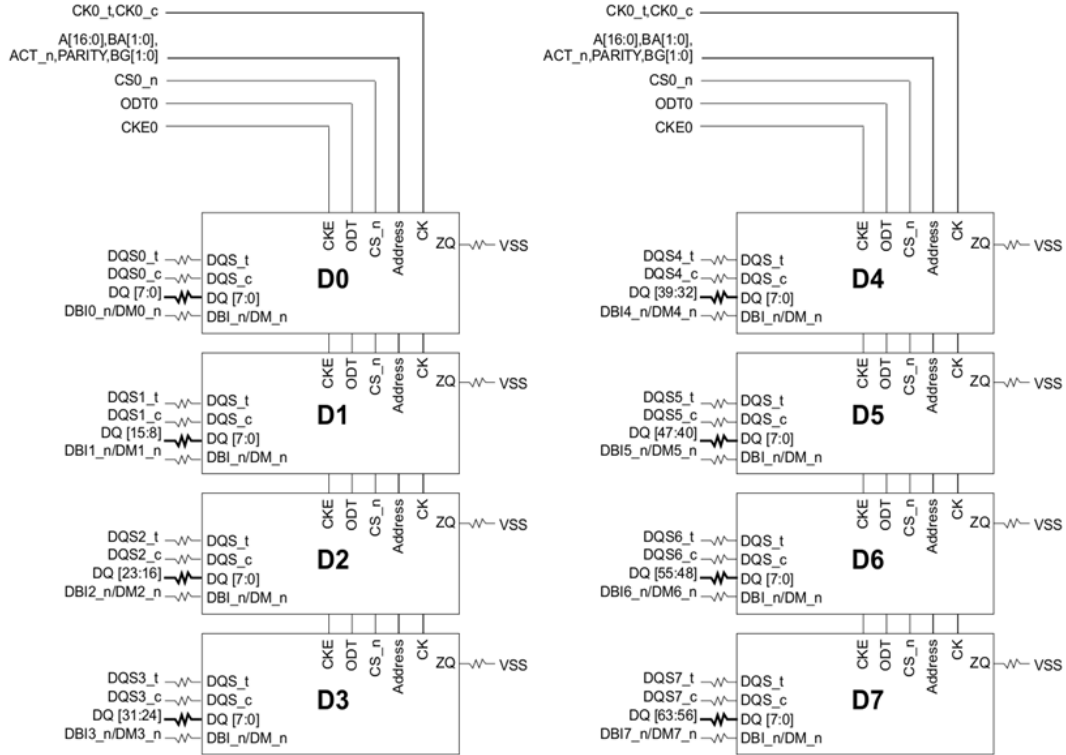 CK0_t,CK0_c
A[16:0],BA[1:0],
ACT_n,PARITY,BG[1:0]
CS0_n
ODT0
CKE0
CKE
ODT
CS_n
Address
CK
ZQ
VSS
DQS0_t
DQS_t
DQS0_c
DQS_c
D0
DQ [7:0]
DQ [7:0]
DBI0_n/DM0_n
DBI_n/DM_n
CKE
ODT
CS_n
Address
CK
ZQ
VSS
DQS1_t
DQS_t
DQS1_c
DQS_c
D1
DQ [15:8]
DQ [7:0]
DBI1_n/DM1_n
DBI_n/DM_n
CKE
ODT
CS_n
Address
CK
ZQ
VSS
DQS2_t
DQS_t
DQS2_c
DQS_c
D2
DQ [23:16]
DQ [7:0]
DBI2_n/DM2_n
DBI_n/DM_n
CKE
ODT
CS_n
Address
CK
ZQ
VSS
DQS3_t
DQS_t
DQS3_c
DQS_c
D3
DQ [31:24]
DQ [7:0]
DBI3_n/DM3_n
DBI_n/DM_n
CK0_t,CK0_c
A[16:0],BA[1:0],
ACT_n,PARITY,BG[1:0]
CS0_n
ODT0
CKE0
CKE
ODT
CS_n
Address
CK
ZQ
VSS
DQS4_t
DQS_t
DQS4_c
DQS_c
D4
DQ [39:32]
DQ [7:0]
DBI4_n/DM4_n
DBI_n/DM_n
CKE
ODT
CS_n
Address
CK
ZQ
VSS
DQS5_t
DQS_t
DQS5_c
DQS_c
D5
DQ [47:40]
DQ [7:0]
DBI5_n/DM5_n
DBI_n/DM_n
CKE
ODT
CS_n
Address
CK
ZQ
VSS
DQS6_t
DQS_t
DQS6_c
DQS_c
D6
DQ [55:48]
DQ [7:0]
DBI6_n/DM6_n
DBI_n/DM_n
CKE
ODT
CS_n
Address
CK
ZQ
VSS
DQS7_t
DQS_t
DQS7_c
DQS_c
D7
DQ [63:56]
DQ [7:0]
DBI7_n/DM7_n
DBI_n/DM_n